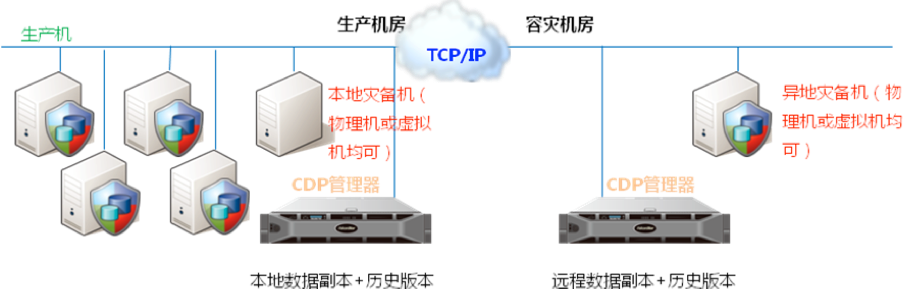 生产机
生产机房
容灾机房
TCP/IP
本地灾备机（
物理机或虚拟
机均可）
异地灾备机（物
理机或虚拟机均
可）
CDP管理器
CDP管理器
本地数据副本+历史版本
远程数据副本+历史版本